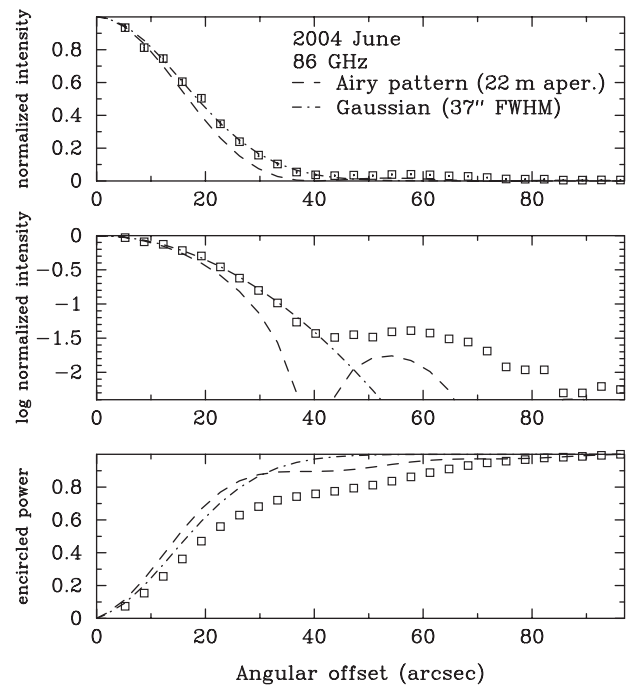 normalized intensity
0.8
0.6
0.4
0.2
0
2004 June
86 GHz
Airy pattern (22 m aper.)
Gaussian (37″ FWHM)
0 20 40 60 80
log normalized intensity
0
−0.5
−1
−1.5
−2
0 20 40 60 80
encircled power
0.8
0.6
0.4
0.2
0
0 20 40 60 80
Angular offset (arcsec)